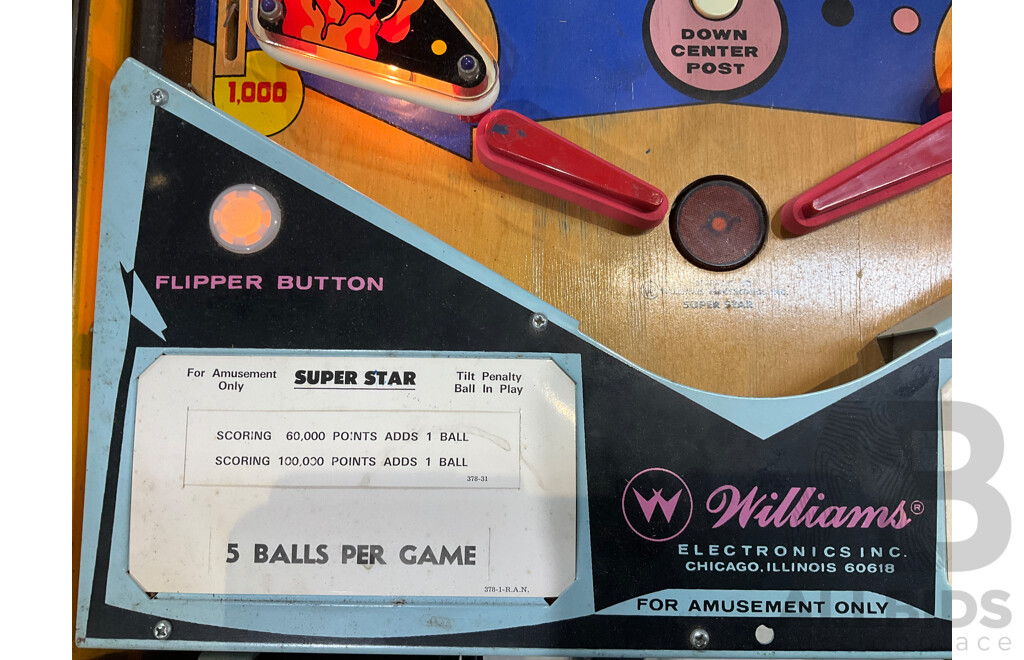 DOWN
CENTER
POST
1,000
FLIPPER BUTTON
SUPER STAR
For Amusement
Only
SUPER STAR
Tilt Penalty
Ball In Play
SCORING 60,000 POINTS ADDS 1 BALL
SCORING 100,000 POINTS ADDS 1 BALL
378-31
5 BALLS PER GAME
378-1-R.A.N.
W Williams®
ELECTRONICS INC.
CHICAGO, ILLINOIS 60618
FOR AMUSEMENT ONLY